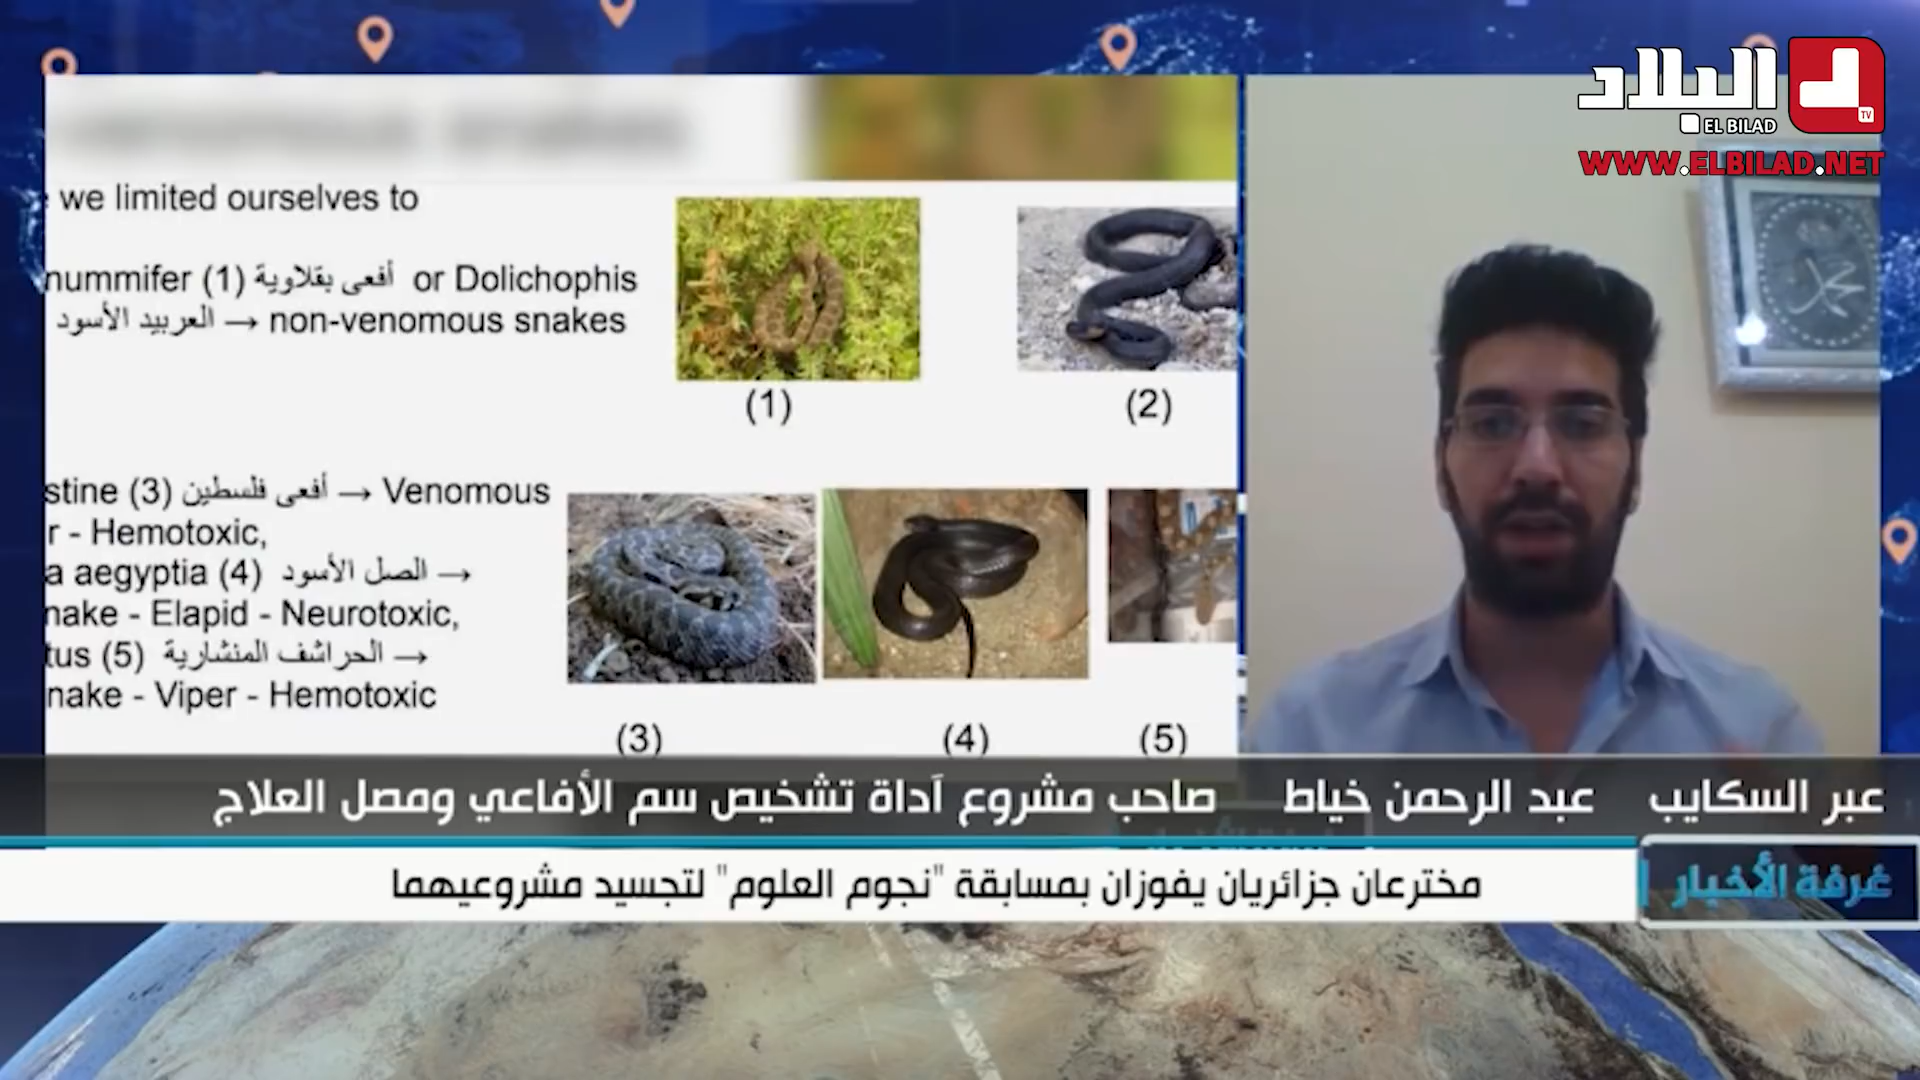 البلاد
TV
EL BILAD
WWW.ELBILAD.NET
we limited ourselves to
nummifer (1) أفعى بقلاوية or Dolichophis
العربيد الأسود → non-venomous snakes
(1)
(2)
stine (3) أفعى فلسطين → Venomous
r - Hemotoxic,
a aegyptia (4) الصل الأسود →
nake - Elapid - Neurotoxic,
tus (5) الحراشف المنشارية →
nake - Viper - Hemotoxic
(3)
(4)
(5)
عبر السكايب عبد الرحمن خياط صاحب مشروع آداة تشخيص سم الأفاعي ومصل العلاج
غرفة الأخبار
مخترعان جزائريان يفوزان بمسابقة "نجوم العلوم" لتجسيد مشروعيهما